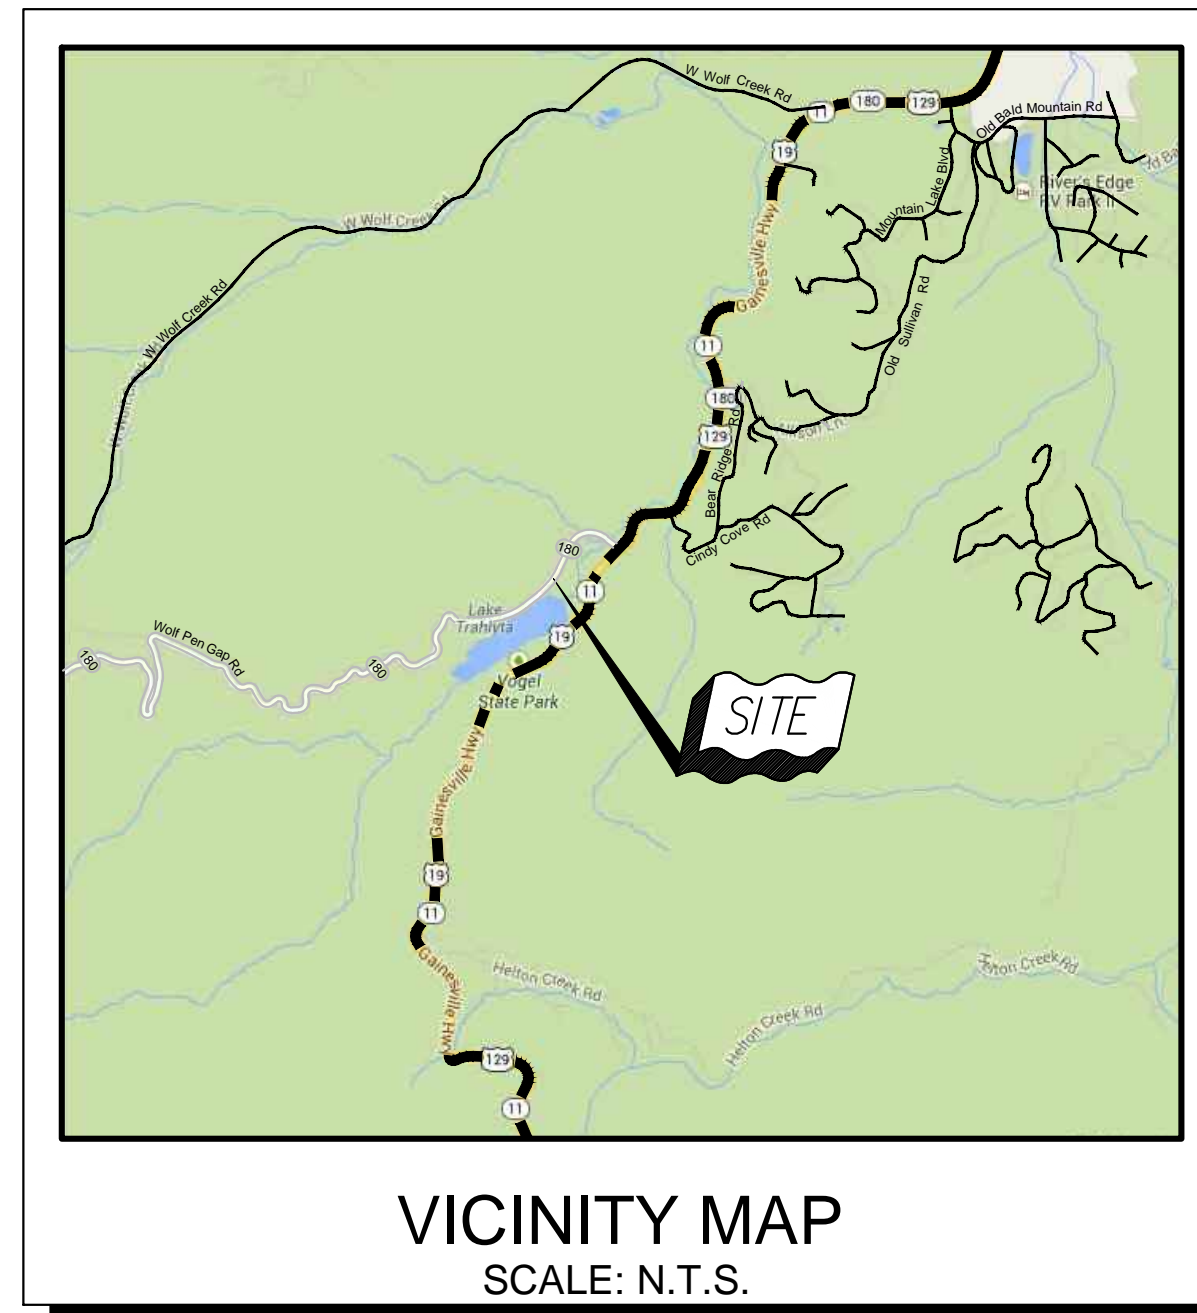 W Wolf Creek Rd
11
180
129
Old Bald Mountain Rd
19
River's Edge
RV Park II
Mountain Lake Blvd
W Wolf Creek Rd
Gainesville Hwy
W Wolf Creek Rd
Old Sullivan Rd
11
180
129
Bear Ridge Rd
Cindy Cove Rd
180
11
Lake
Trahlyta
19
Wolf Pen Gap Rd
180
180
Vogel
State Park
SITE
Gainesville Hwy
19
11
Gainesville Hwy
Helton Creek Rd
Helton Creek Rd
Helton Creek Rd
129
11
VICINITY MAP
SCALE: N.T.S.